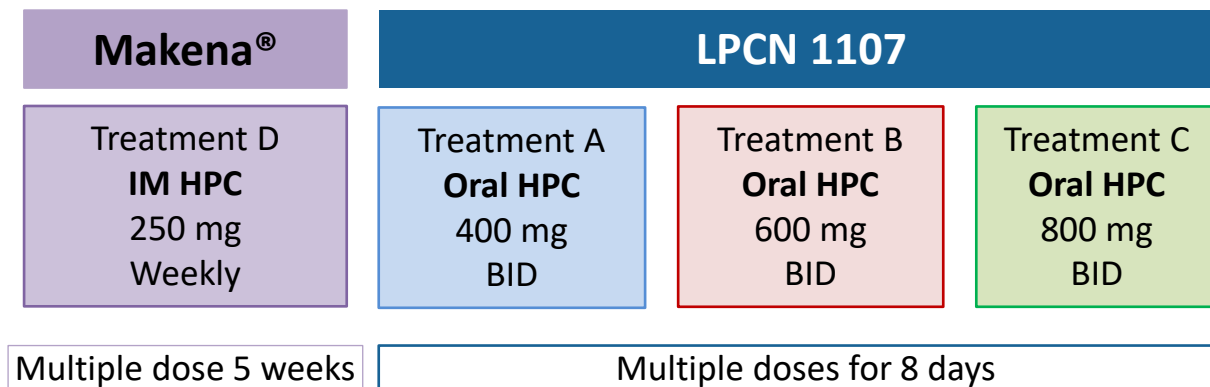 Makena®
LPCN 1107
Treatment D
IM HPC
250 mg
Weekly
Treatment A
Oral HPC
400 mg
BID
Treatment B
Oral HPC
600 mg
BID
Treatment C
Oral HPC
800 mg
BID
Multiple dose 5 weeks
Multiple doses for 8 days